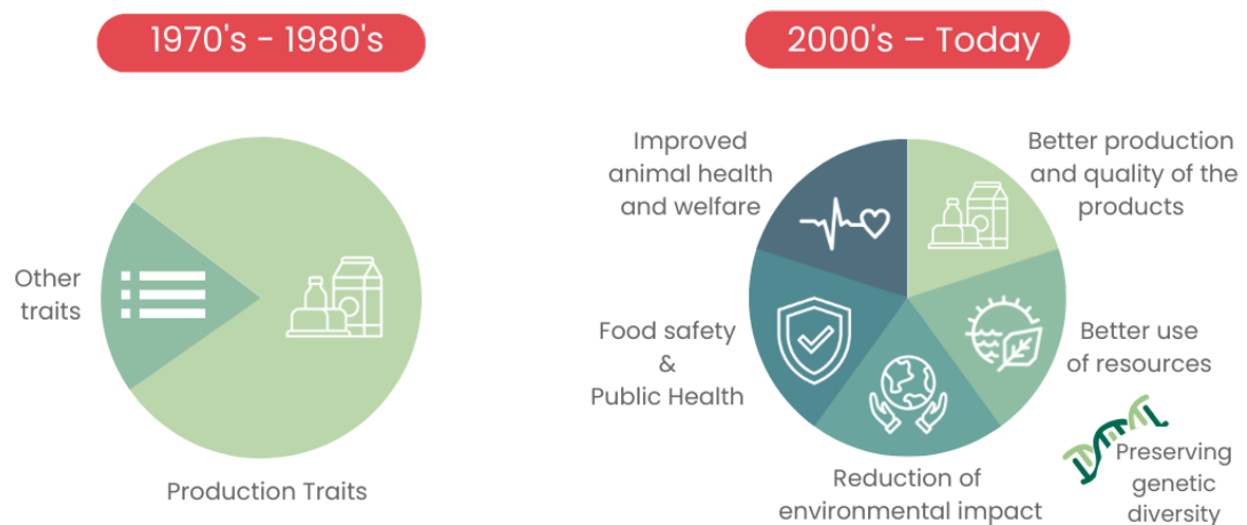 1970's - 1980's
Other
traits
Production Traits
2000's – Today
Improved
animal health
and welfare
Better production
and quality of the
products
Food safety
&
Public Health
Better use
of resources
Reduction of
environmental impact
Preserving
genetic
diversity